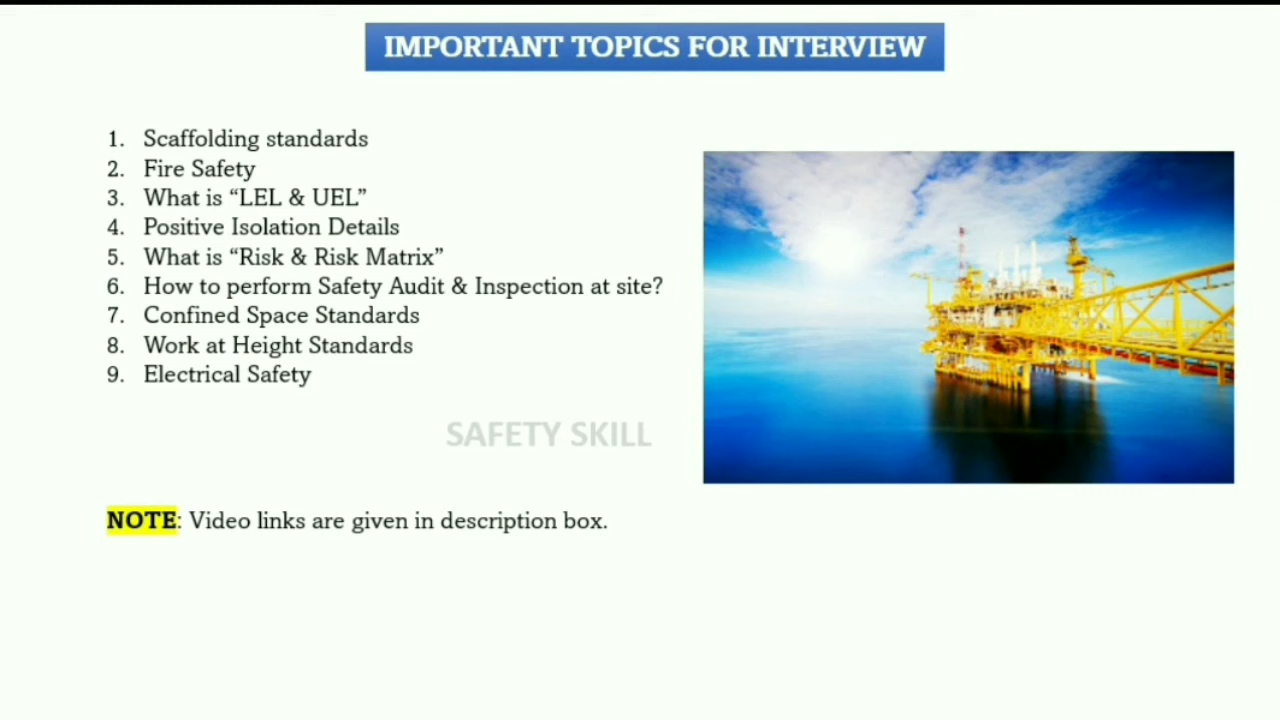 IMPORTANT TOPICS FOR INTERVIEW
1. Scaffolding standards
2. Fire Safety
3. What is “LEL & UEL”
4. Positive Isolation Details
5. What is “Risk & Risk Matrix”
6. How to perform Safety Audit & Inspection at site?
7. Confined Space Standards
8. Work at Height Standards
9. Electrical Safety
SAFETY SKILL
NOTE: Video links are given in description box.